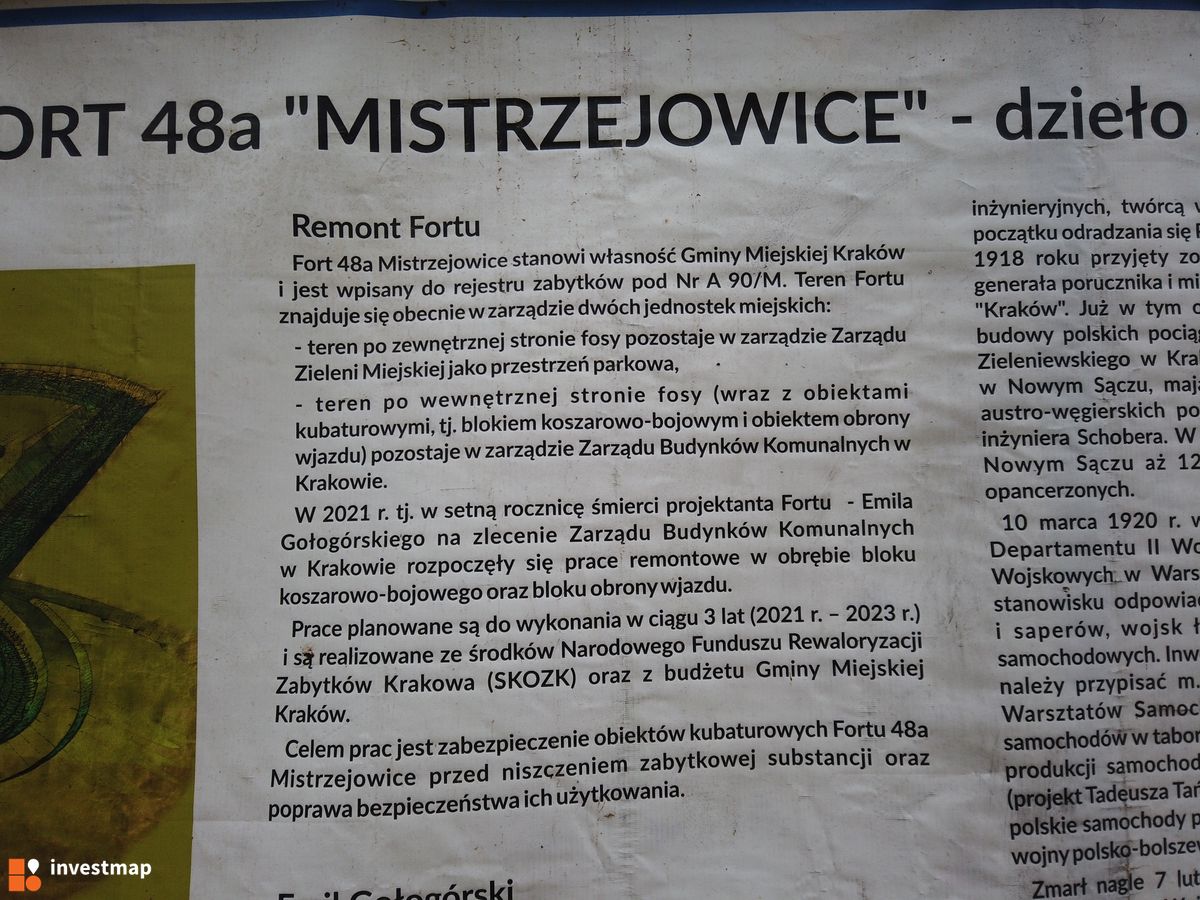 FORT 48a "MISTRZEJOWICE" - dzieło
Remont Fortu
Fort 48a Mistrzejowice stanowi własność Gminy Miejskiej Kraków
i jest wpisany do rejestru zabytków pod Nr A 90/M. Teren Fortu
znajduje się obecnie w zarządzie dwóch jednostek miejskich:
- teren po zewnętrznej stronie fosy pozostaje w zarządzie Zarządu
Zieleni Miejskiej jako przestrzeń parkowa,
- teren po wewnętrznej stronie fosy (wraz z obiektami
kubaturowymi, tj. blokiem koszarowo-bojowym i obiektem obrony
wjazdu) pozostaje w zarządzie Zarządu Budynków Komunalnych w
Krakowie.
W 2021 r. tj. w setną rocznicę śmierci projektanta Fortu - Emila
Gołogórskiego na zlecenie Zarządu Budynków Komunalnych
w Krakowie rozpoczęły się prace remontowe w obrębie bloku
koszarowo-bojowego oraz bloku obrony wjazdu.
Prace planowane są do wykonania w ciągu 3 lat (2021 r. – 2023 r.)
i są realizowane ze środków Narodowego Funduszu Rewaloryzacji
Zabytków Krakowa (SKOZK) oraz z budżetu Gminy Miejskiej
Kraków.
Celem prac jest zabezpieczenie obiektów kubaturowych Fortu 48a
Mistrzejowice przed niszczeniem zabytkowej substancji oraz
poprawa bezpieczeństwa ich użytkowania.
Emil Gołogórski
inżynieryjnych, twórcą
początku odradzania się
1918 roku przyjęty
generała porucznika i
"Kraków". Już w tym
budowy polskich
Zieleniewskiego w
w Nowym Sączu,
austro-węgierskich
inżyniera Schobera. W
Nowym Sączu aż 12
opancerzonych.
10 marca 1920 r.
Departamentu II
Wojskowych w
stanowisku
i saperów, wojsk
samochodowych.
należy przypisać m.
Warsztatów
samochodów w
produkcji
(projekt Tadeusza
polskie samochody
wojny
Zmarł nagle 7
investmap